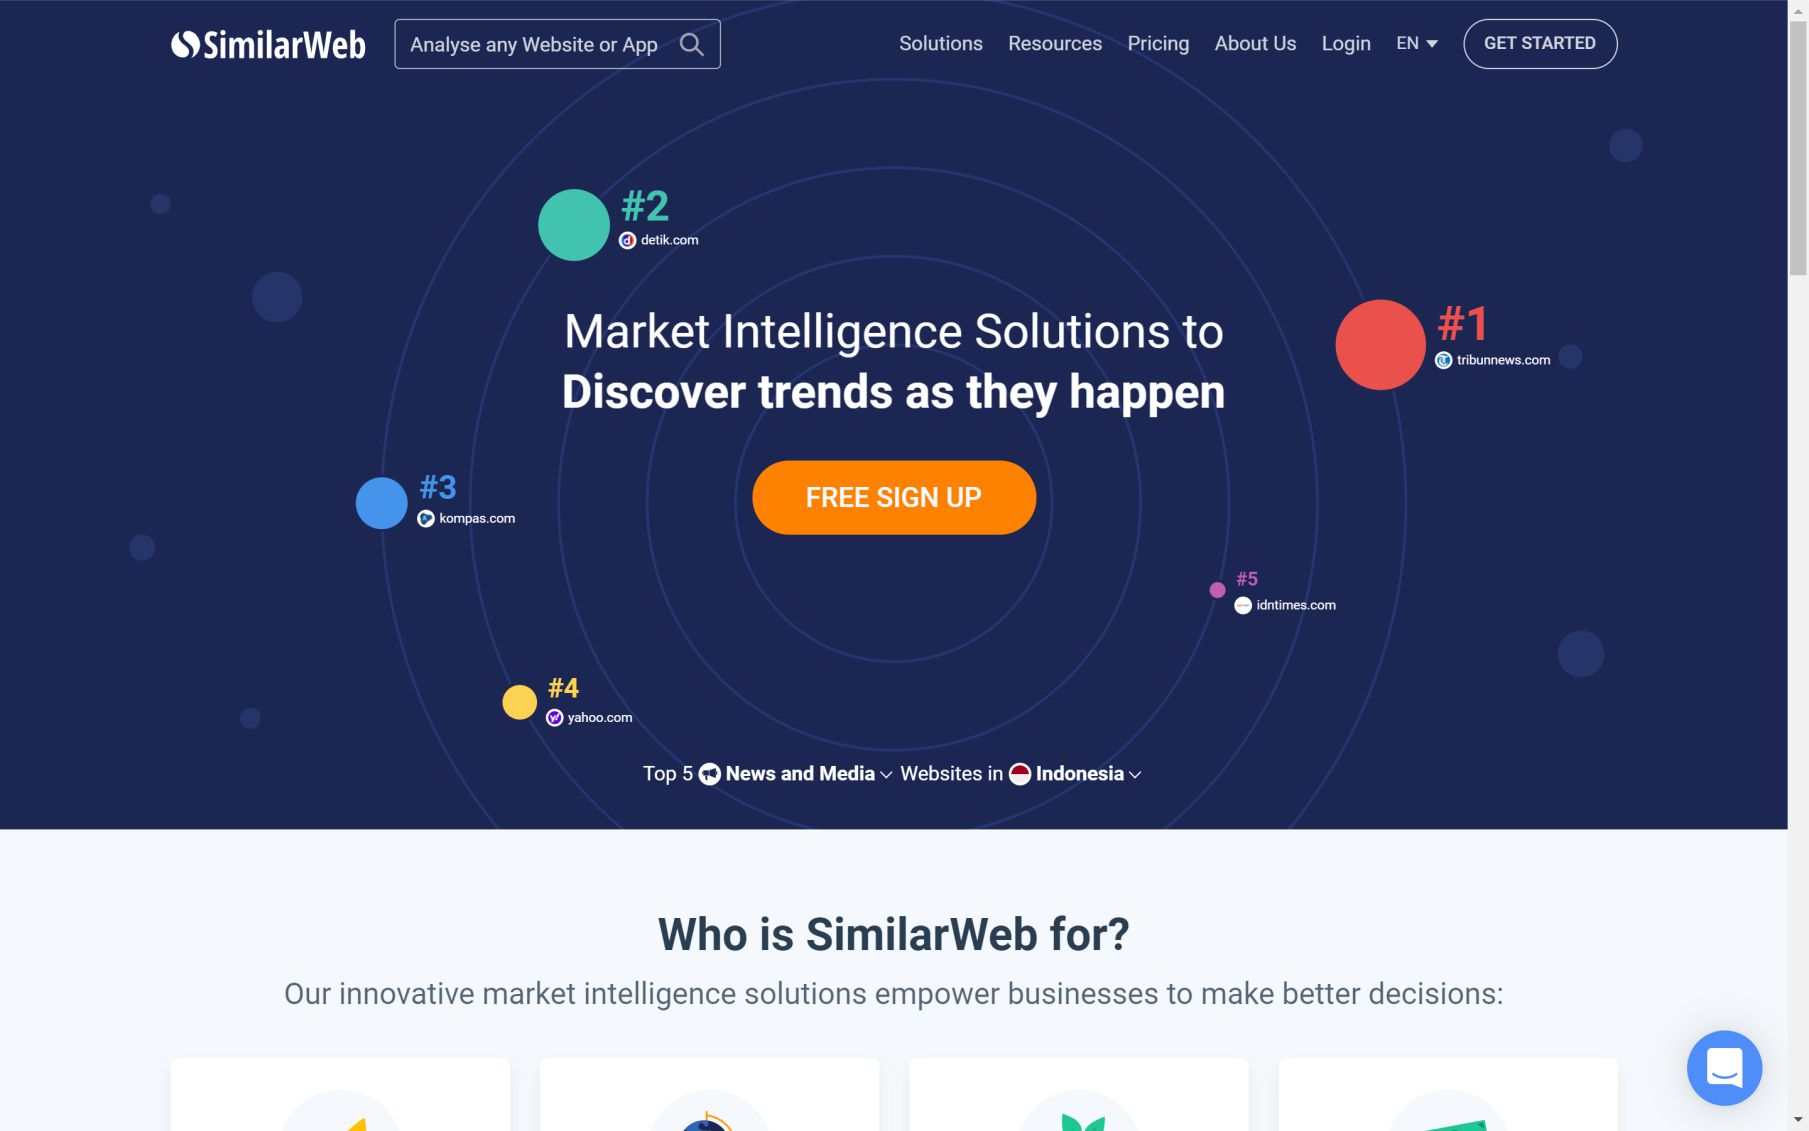 SimilarWeb
Analyse any Website or App
Solutions Resources Pricing About Us Login EN GET STARTED
#2
detik.com
#1
tribunnews.com
Market Intelligence Solutions to
Discover trends as they happen
#3
kompas.com
FREE SIGN UP
#5
idntimes.com
#4
yahoo.com
Top 5 News and Media Websites in Indonesia
Who is SimilarWeb for?
Our innovative market intelligence solutions empower businesses to make better decisions: